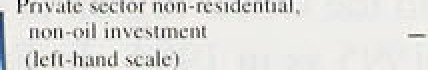 Private sector non-residential,
non-oil investment
(left-hand scale)